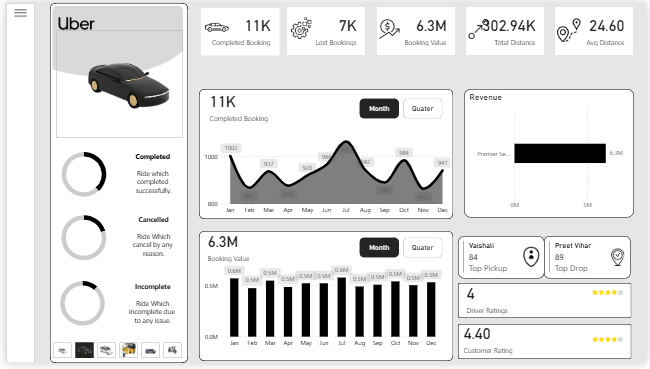 Uber
11K
Completed Booking
7K
Lost Bookings
6.3M
Booking Value
302.94K
Total Distance
24.60
Avg Distance
Completed
Ride which
completed
successfully.
Cancelled
Ride Which
cancel by any
reason.
Incomplete
Ride Which
incomplete due
to any issue.
11K
Completed Booking
Month
Quater
1002
937
920
942
984
941
1000
800
Jan Feb Mar Apr May Jun Jul Aug Sep Oct Nov Dec
6.3M
Booking Value
Month
Quater
0.6M 0.5M 0.5M 0.5M 0.5M 0.5M 0.6M 0.5M 0.5M 0.5M 0.5M 0.5M
0.5M
0.0M
Jan Feb Mar Apr May Jun Jul Aug Sep Oct Nov Dec
Revenue
Premier Se...
6.3M
0M 5M
Vaishali
84
Top Pickup
Preet Vihar
89
Top Drop
4
Driver Ratings
4.40
Customer Rating